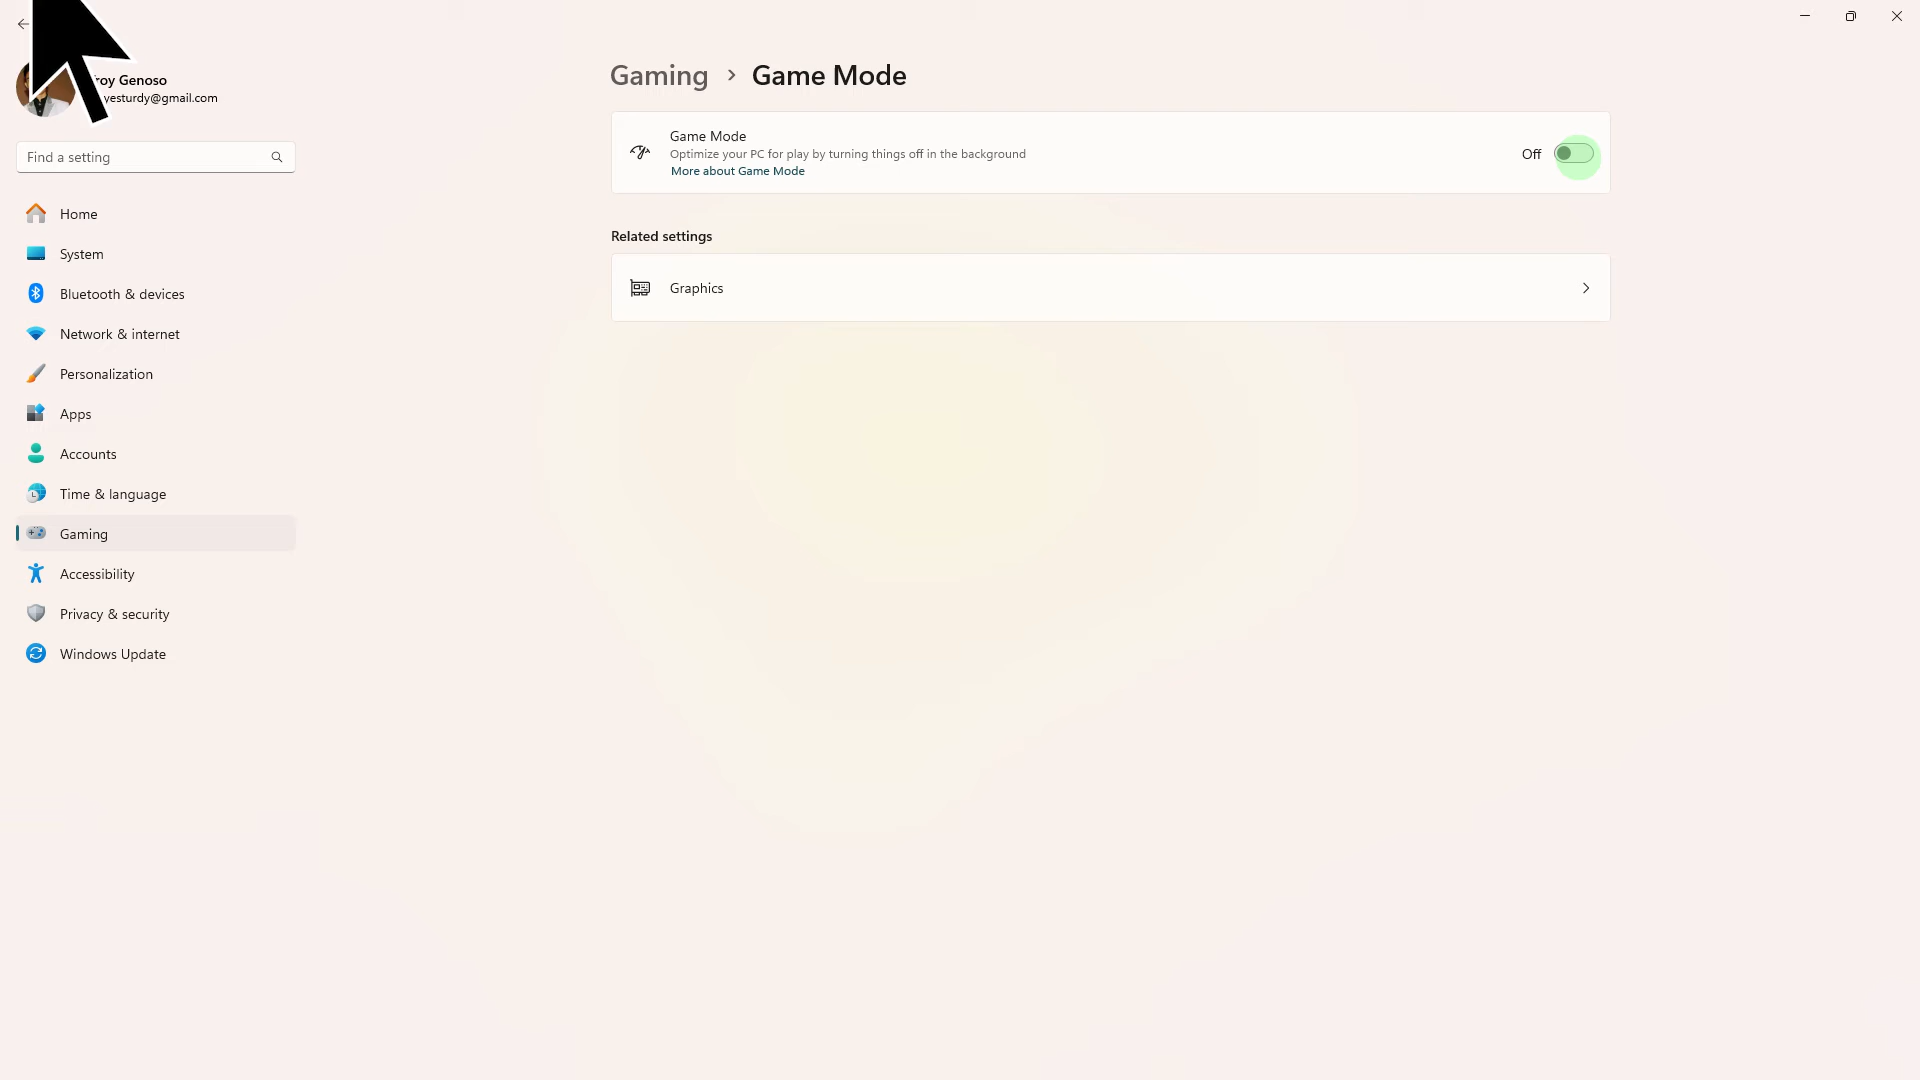 roy Genoso
yesturdy@gmail.com
Find a setting
Home
System
Bluetooth & devices
Network & internet
Personalization
Apps
Accounts
Time & language
Gaming
Accessibility
Privacy & security
Windows Update
Gaming > Game Mode
Game Mode
Optimize your PC for play by turning things off in the background
More about Game Mode
Off
Related settings
Graphics